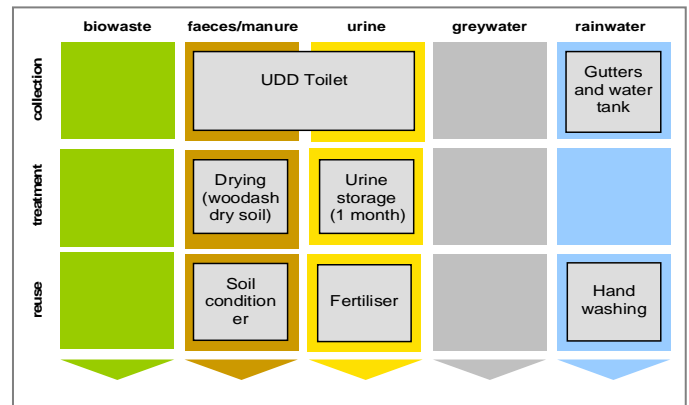 biowaste faeces/manure urine greywater rainwater
collection
UDD Toilet
Gutters
and water
tank
treatment
Drying
(woodash
dry soil)
Urine
storage
(1 month)
reuse
Soil
condition
er
Fertiliser
Hand
washing